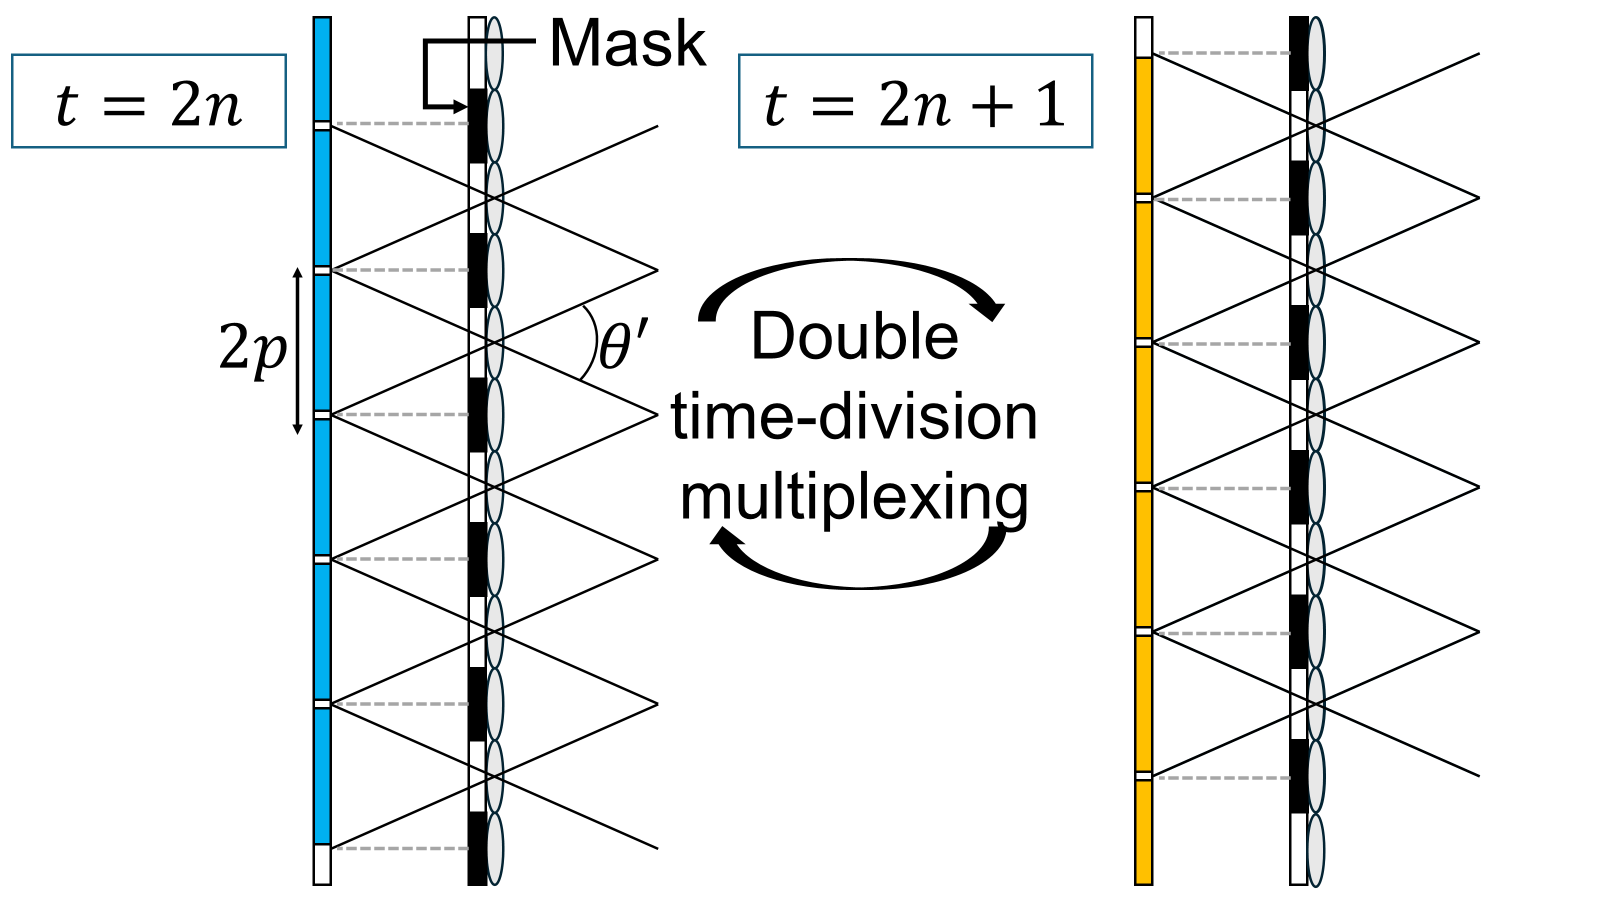 Mask
t = 2n
t = 2n + 1
2p
θ′
Double
time-division
multiplexing